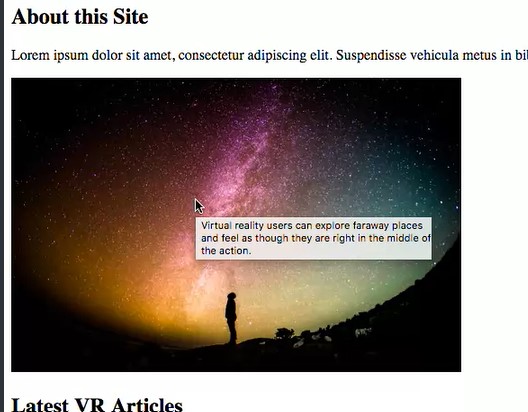 About this Site
Lorem ipsum dolor sit amet, consectetur adipiscing elit. Suspendisse vehicula metus in
Virtual reality users can explore faraway places
and feel as though they are right in the middle of
the action.
Latest VR Articles